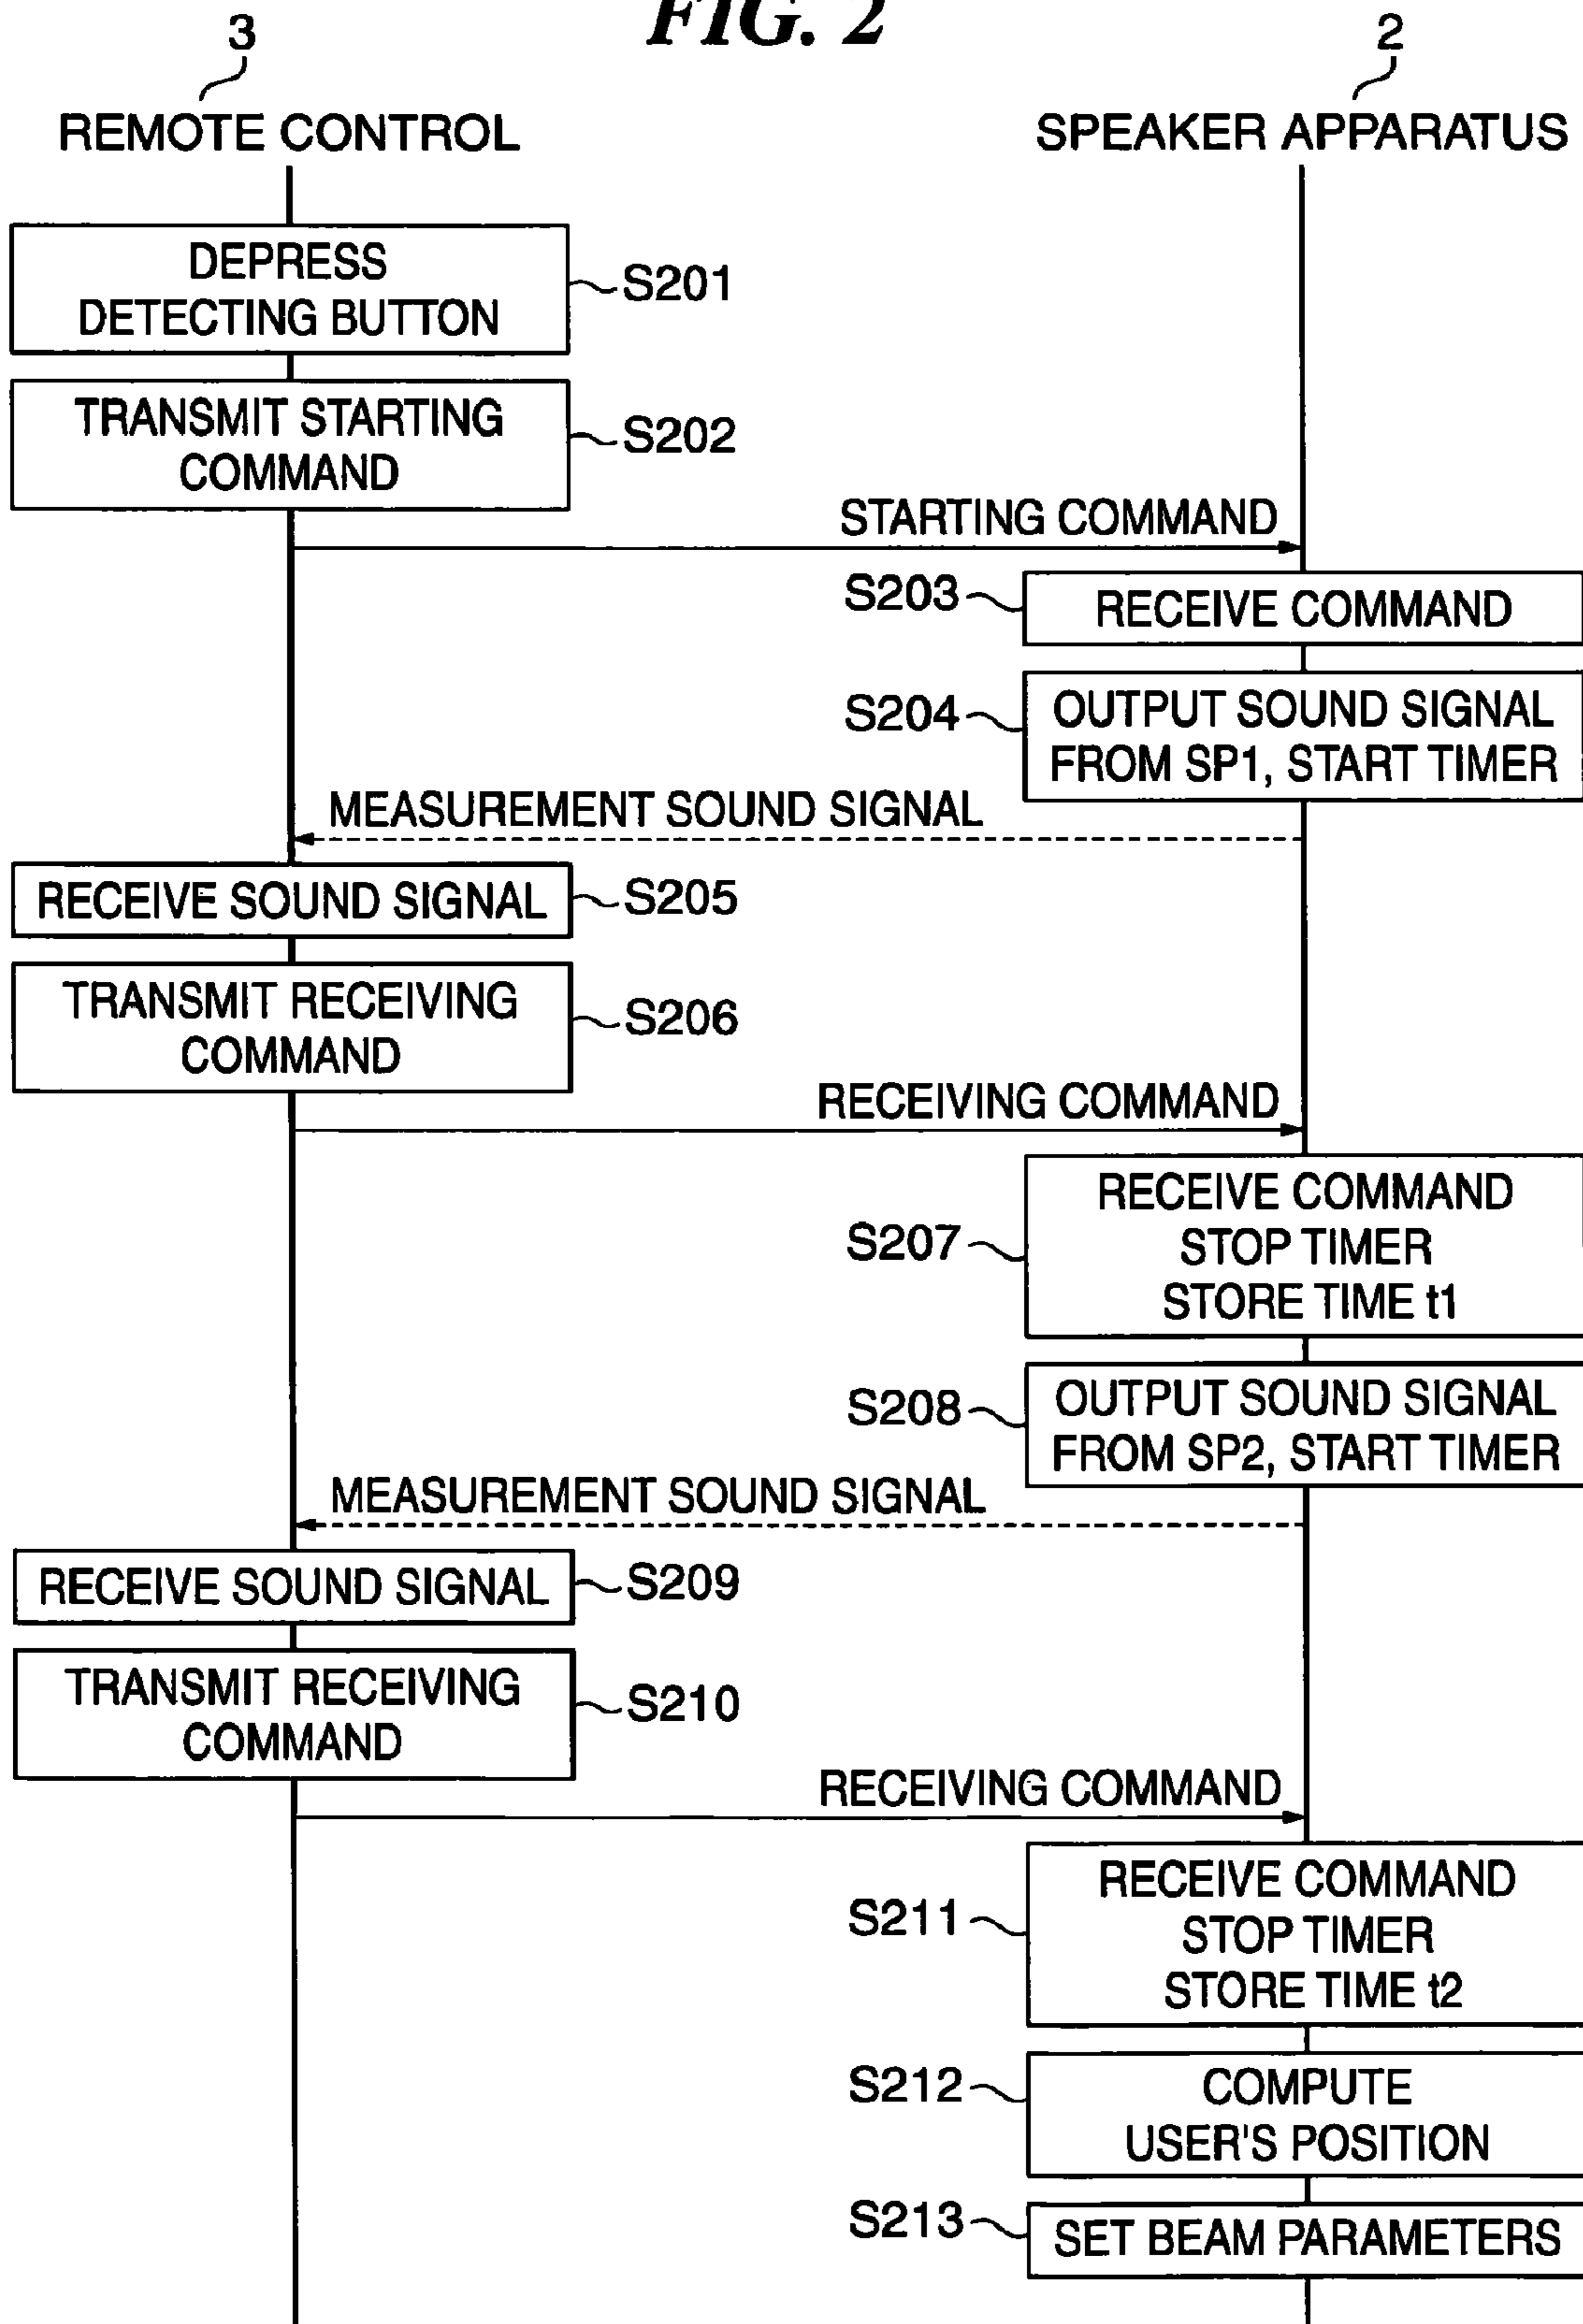 FIG. 2
3
2
REMOTE CONTROL
SPEAKER APPARATUS
DEPRESS
DETECTING BUTTON
S201
TRANSMIT STARTING
COMMAND
S202
STARTING COMMAND
S203
RECEIVE COMMAND
S204
OUTPUT SOUND SIGNAL
FROM SP1, START TIMER
MEASUREMENT SOUND SIGNAL
RECEIVE SOUND SIGNAL
S205
TRANSMIT RECEIVING
COMMAND
S206
RECEIVING COMMAND
S207
RECEIVE COMMAND
STOP TIMER
STORE TIME t1
S208
OUTPUT SOUND SIGNAL
FROM SP2, START TIMER
MEASUREMENT SOUND SIGNAL
RECEIVE SOUND SIGNAL
S209
TRANSMIT RECEIVING
COMMAND
S210
RECEIVING COMMAND
S211
RECEIVE COMMAND
STOP TIMER
STORE TIME t2
S212
COMPUTE
USER'S POSITION
S213
SET BEAM PARAMETERS